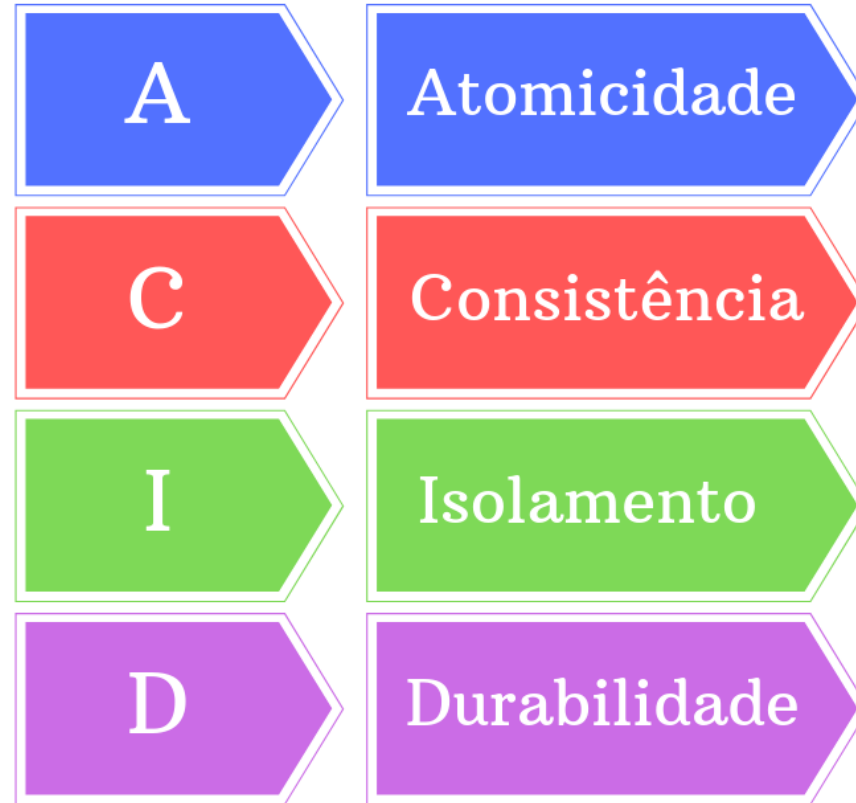 A Atomicidade
C Consistência
I Isolamento
D Durabilidade